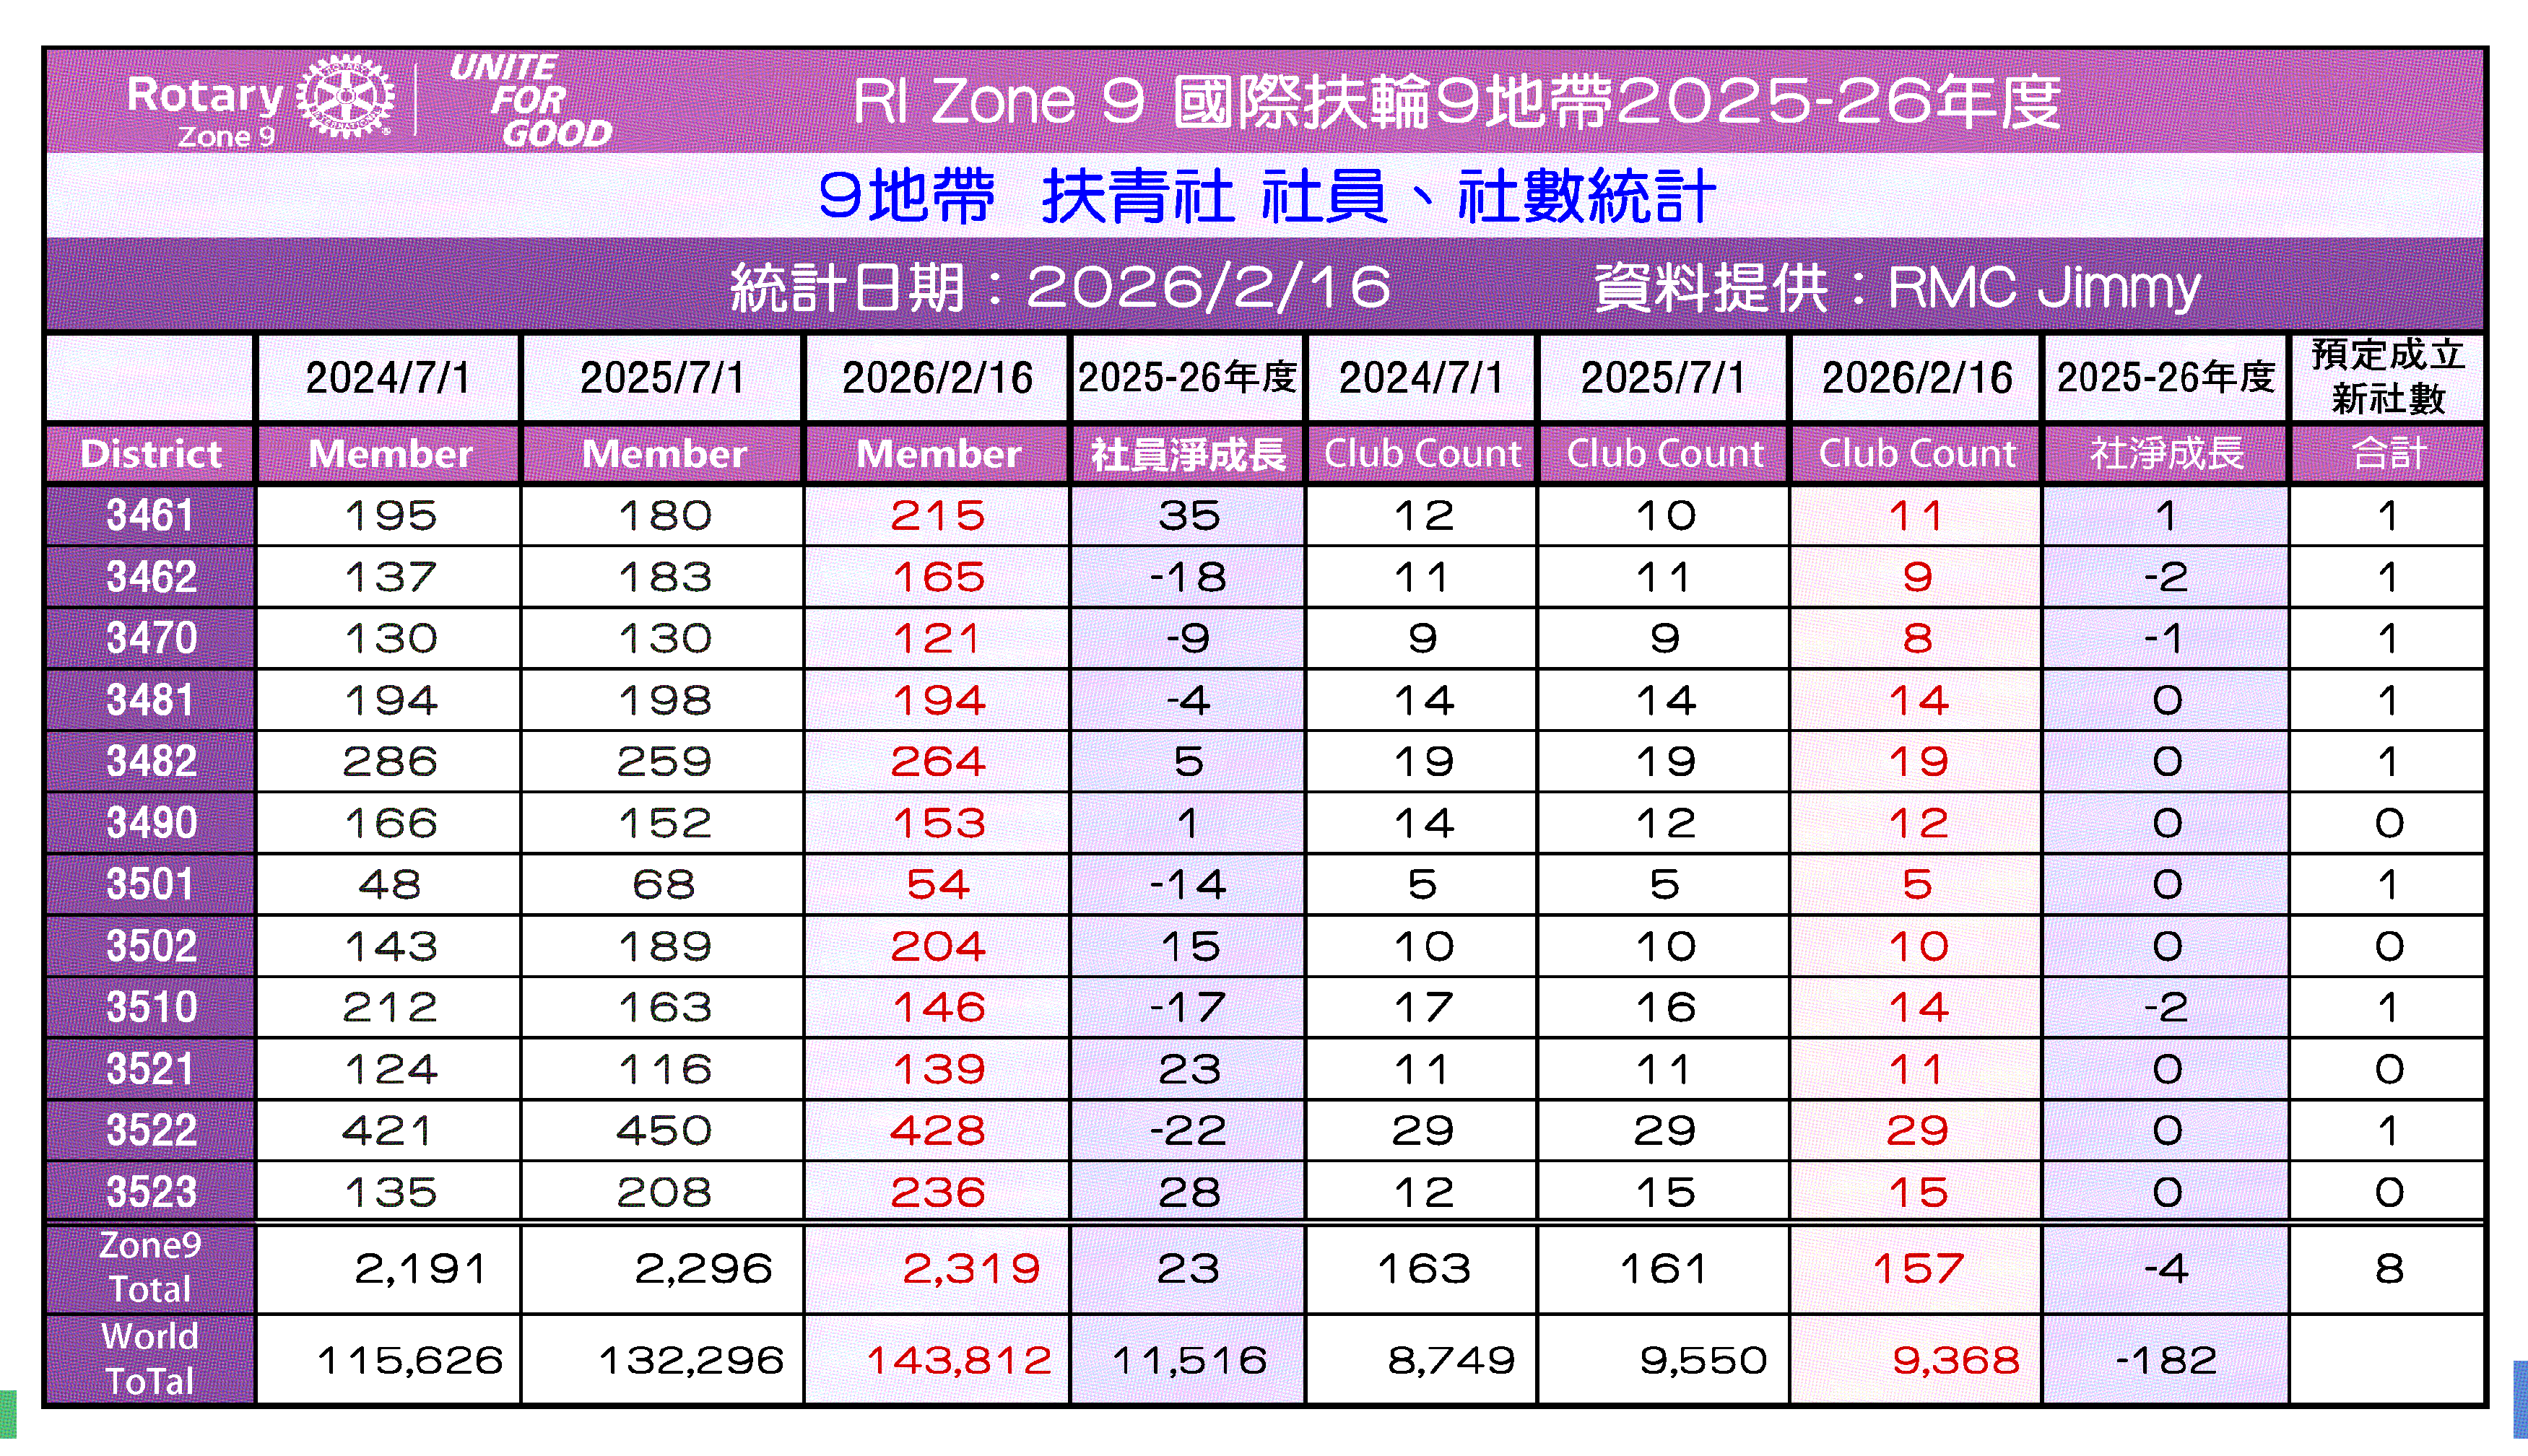 Rotary
Zone 9
UNITE
FOR
GOOD
RI Zone 9 國際扶輪9地帶2025-26年度
9地帶 扶青社 社員、社數統計
統計日期：2026/2/16 資料提供：RMC Jimmy
2024/7/1 2025/7/1 2026/2/16 2025-26年度 2024/7/1 2025/7/1 2026/2/16 2025-26年度 預定成立
新社數
District Member Member Member 社員淨成長 Club Count Club Count Club Count 社淨成長 合計
3461 195 180 215 35 12 10 11 1 1
3462 137 183 165 -18 11 11 9 -2 1
3470 130 130 121 -9 9 9 8 -1 1
3481 194 198 194 -4 14 14 14 0 1
3482 286 259 264 5 19 19 19 0 1
3490 166 152 153 1 14 12 12 0 0
3501 48 68 54 -14 5 5 5 0 1
3502 143 189 204 15 10 10 10 0 0
3510 212 163 146 -17 17 16 14 -2 1
3521 124 116 139 23 11 11 11 0 0
3522 421 450 428 -22 29 29 29 0 1
3523 135 208 236 28 12 15 15 0 0
Zone9
Total 2,191 2,296 2,319 23 163 161 157 -4 8
World
ToTal 115,626 132,296 143,812 11,516 8,749 9,550 9,368 -182